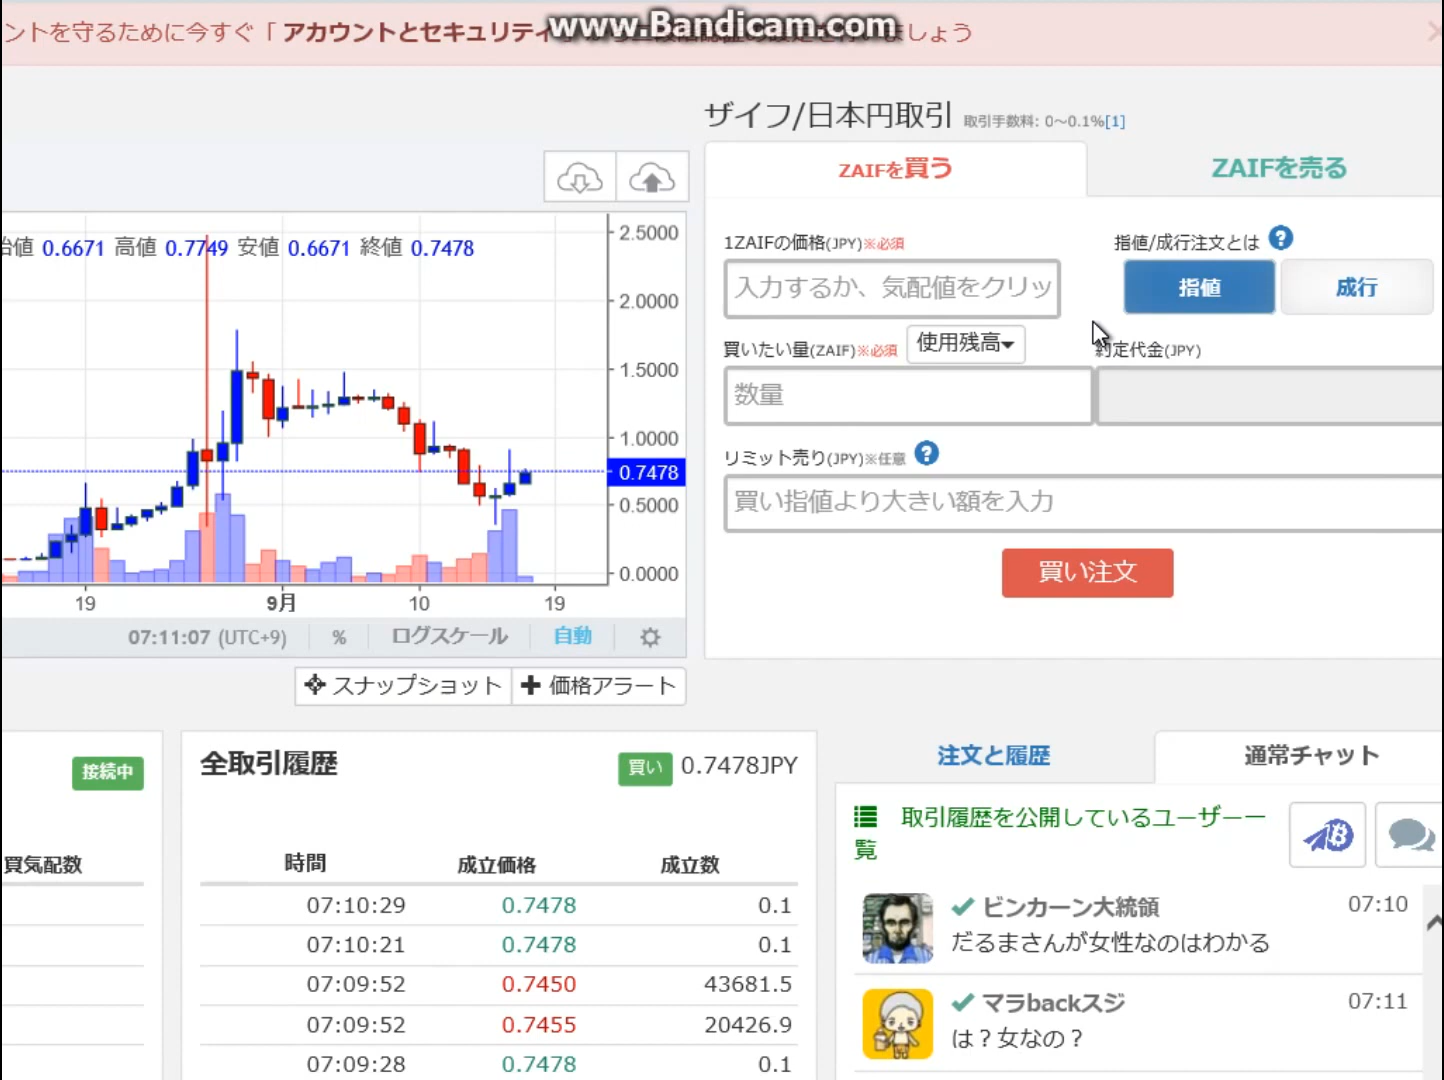 www.Bandicam.com
ントを守るために今すぐ「アカウントとセキュリティ
ましょう
ザイフ/日本円取引 取引手数料: 0〜0.1%[1]
ZAIFを買う
ZAIFを売る
始値 0.6671 高値 0.7749 安値 0.6671 終値 0.7478
2.5000
2.0000
1.5000
1.0000
0.7478
0.5000
0.0000
19
9月
10
19
07:11:07 (UTC+9)
%
ログスケール
自動
1ZAIFの価格(JPY)※必須
指値/成行注文とは ?
入力するか、気配値をクリッ
指値
成行
買いたい量(ZAIF)※必須
使用残高
約定代金(JPY)
数量
リミット売り(JPY)※任意 ?
買い指値より大きい額を入力
買い注文
スナップショット
価格アラート
接続中
買気配数
全取引履歴
買い 0.7478JPY
時間 成立価格 成立数
07:10:29 0.7478 0.1
07:10:21 0.7478 0.1
07:09:52 0.7450 43681.5
07:09:52 0.7455 20426.9
07:09:28 0.7478 0.1
注文と履歴
通常チャット
取引履歴を公開しているユーザー一
覧
ビンカーン大統領 07:10
だるまさんが女性なのはわかる
マラbackスジ 07:11
は？女なの？